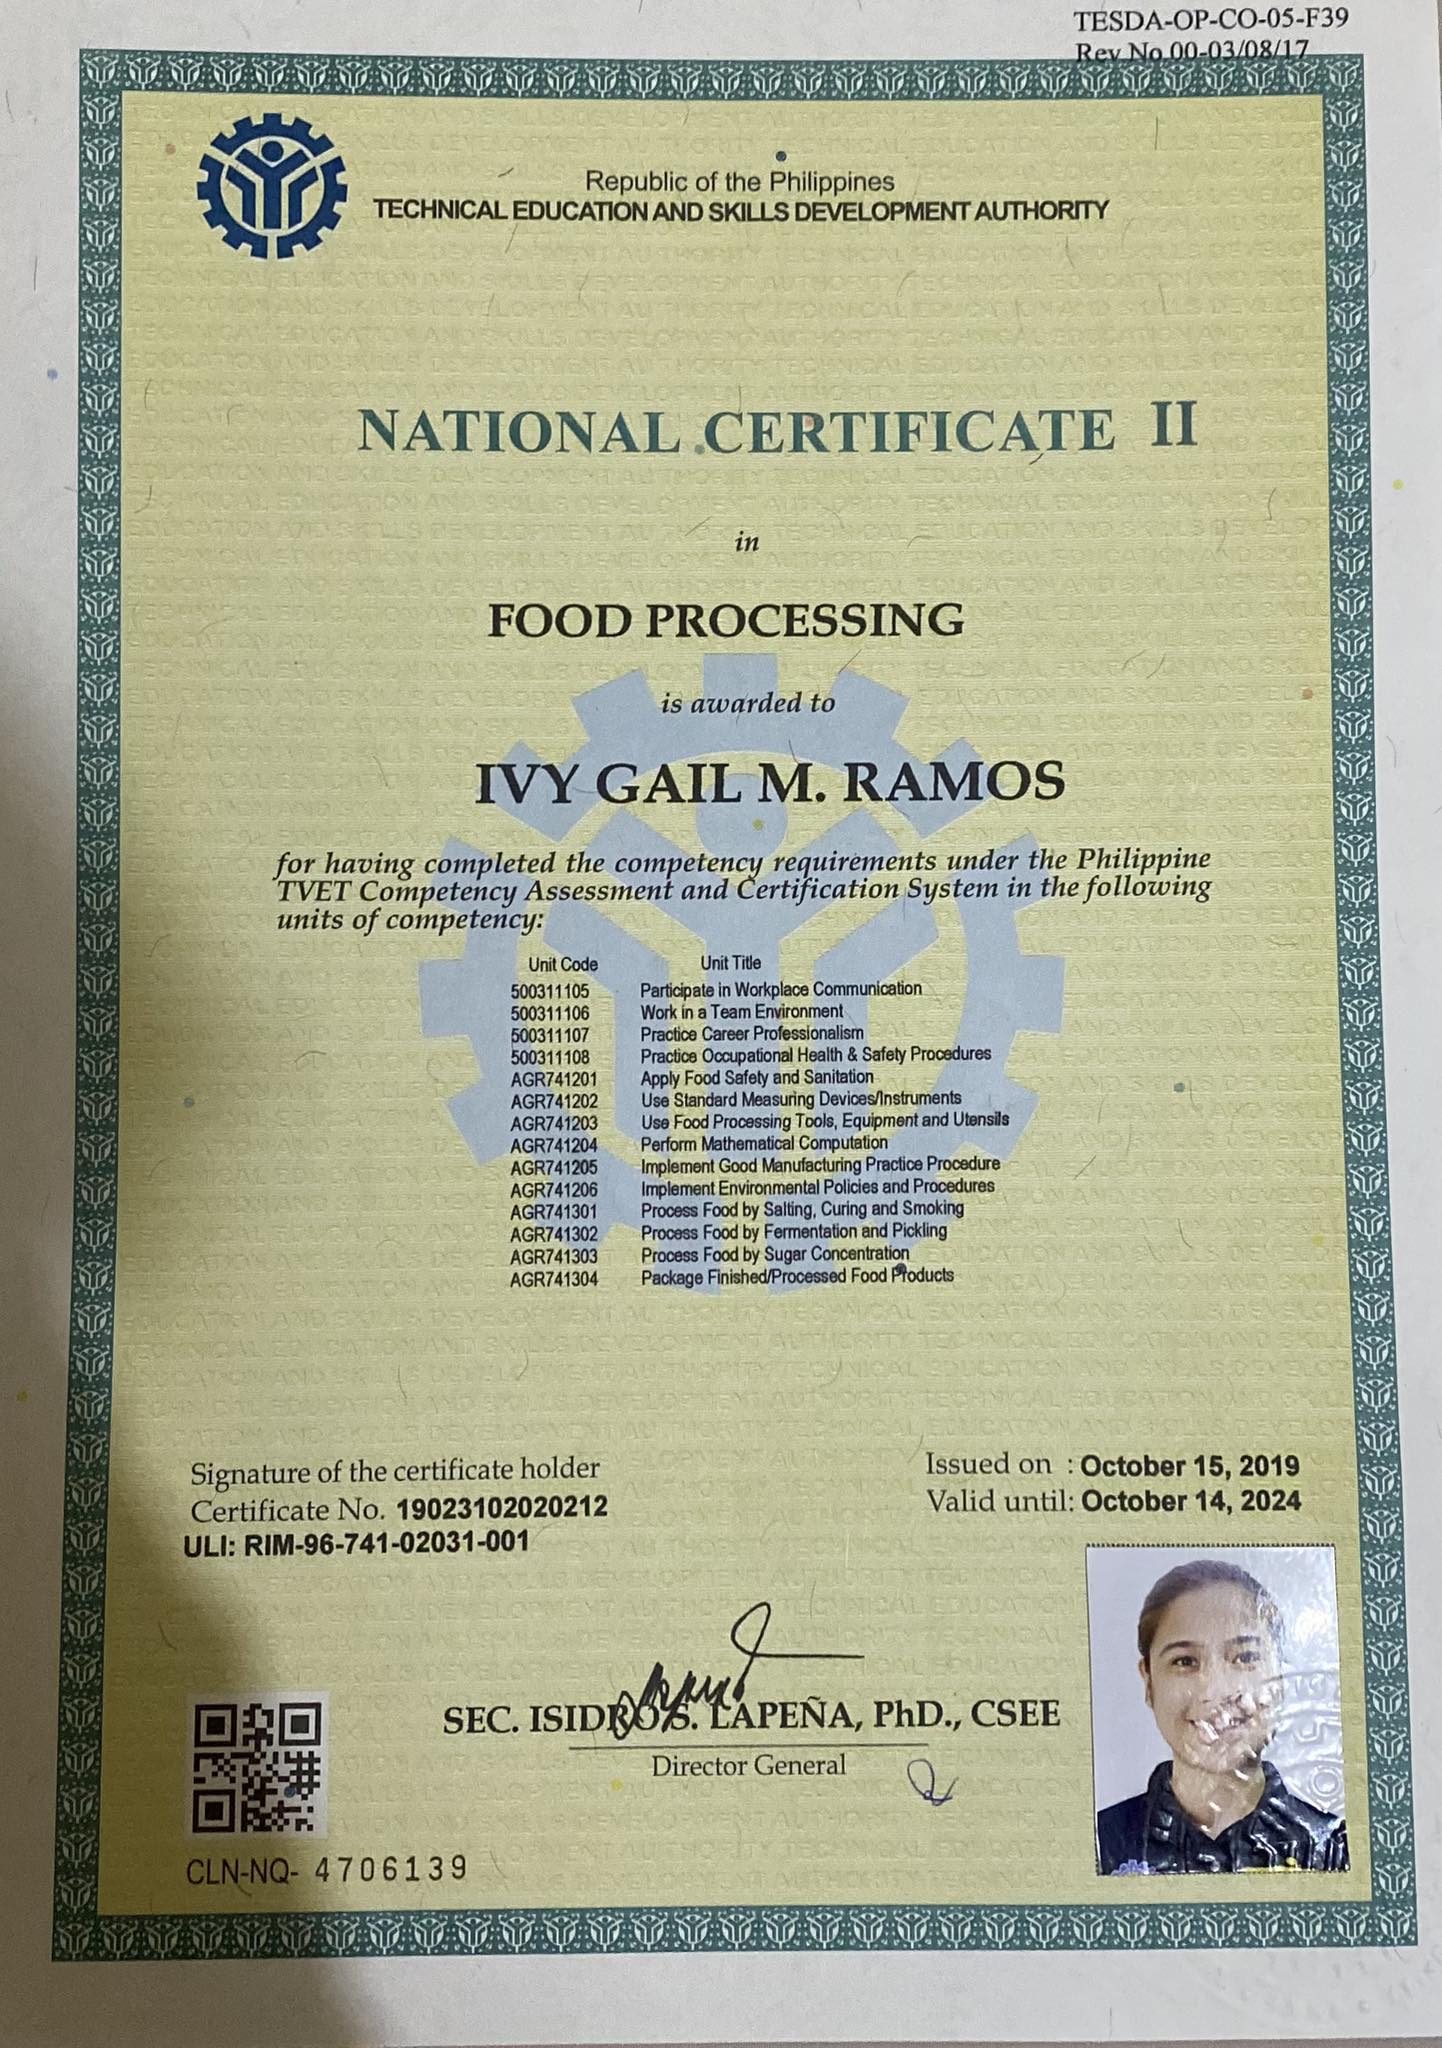 TESDA-OP-CO-05-F39
Rev No.00-03/08/17
Republic of the Philippines
TECHNICAL EDUCATION AND SKILLS DEVELOPMENT AUTHORITY
NATIONAL CERTIFICATE II
in
FOOD PROCESSING
is awarded to
IVY GAIL M. RAMOS
for having completed the competency requirements under the Philippine
TVET Competency Assessment and Certification System in the following
units of competency:
Unit Code Unit Title
500311105 Participate in Workplace Communication
500311106 Work in a Team Environment
500311107 Practice Career Professionalism
500311108 Practice Occupational Health & Safety Procedures
AGR741201 Apply Food Safety and Sanitation
AGR741202 Use Standard Measuring Devices/Instruments
AGR741203 Use Food Processing Tools, Equipment and Utensils
AGR741204 Perform Mathematical Computation
AGR741205 Implement Good Manufacturing Practice Procedure
AGR741206 Implement Environmental Policies and Procedures
AGR741301 Process Food by Salting, Curing and Smoking
AGR741302 Process Food by Fermentation and Pickling
AGR741303 Process Food by Sugar Concentration
AGR741304 Package Finished/Processed Food Products
Signature of the certificate holder
Certificate No. 19023102020212
ULI: RIM-96-741-02031-001
Issued on : October 15, 2019
Valid until: October 14, 2024
SEC. ISIDRO S. LAPEÑA, PhD., CSEE
Director General
CLN-NQ- 4706139